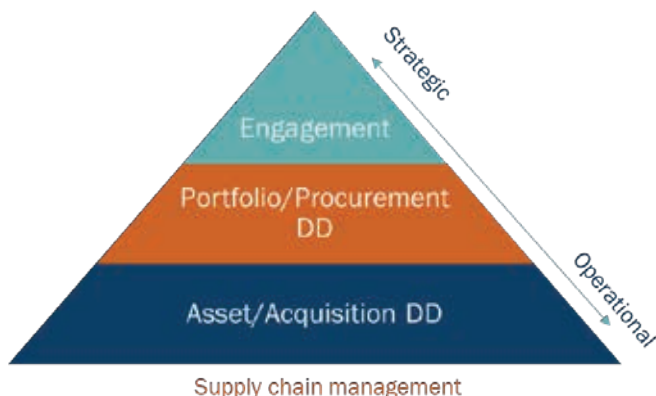 Strategic
Engagement
Portfolio/Procurement
DD
Operational
Asset/Acquisition DD
Supply chain management